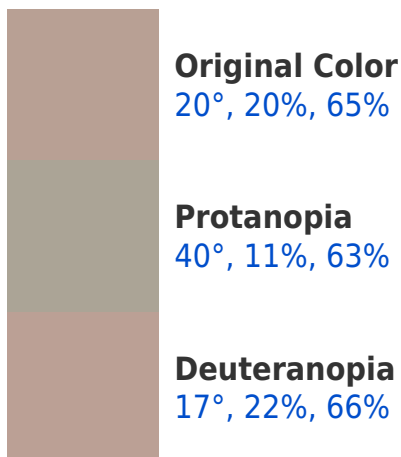 Original Color
20°, 20%, 65%
Protanopia
40°, 11%, 63%
Deuteranopia
17°, 22%, 66%